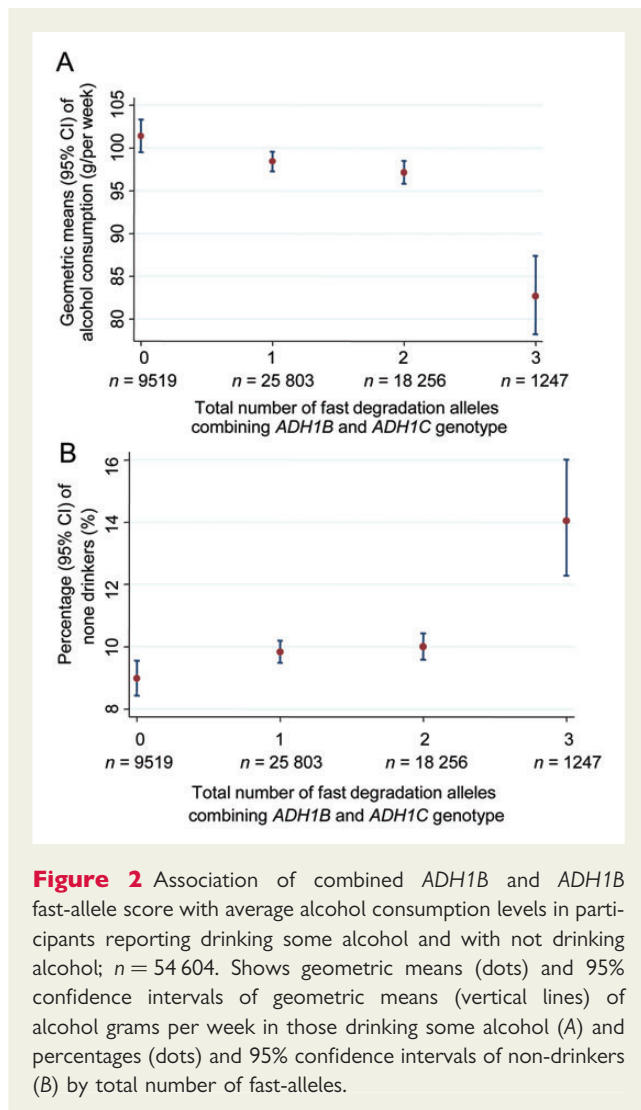 A
Geometric means (95% CI) of
alcohol consumption (g/per week)
105
100
95
90
85
80
0 1 2 3
n = 9519 n = 25 803 n = 18 256 n = 1247
Total number of fast degradation alleles
combining ADH1B and ADH1C genotype
B
Percentage (95% CI) of
none drinkers (%)
16
14
12
10
8
0 1 2 3
n = 9519 n = 25 803 n = 18 256 n = 1247
Total number of fast degradation alleles
combining ADH1B and ADH1C genotype
Figure 2 Association of combined ADH1B and ADH1B
fast-allele score with average alcohol consumption levels in parti-
cipants reporting drinking some alcohol and with not drinking
alcohol; n = 54 604. Shows geometric means (dots) and 95%
confidence intervals of geometric means (vertical lines) of
alcohol grams per week in those drinking some alcohol (A) and
percentages (dots) and 95% confidence intervals of non-drinkers
(B) by total number of fast-alleles.